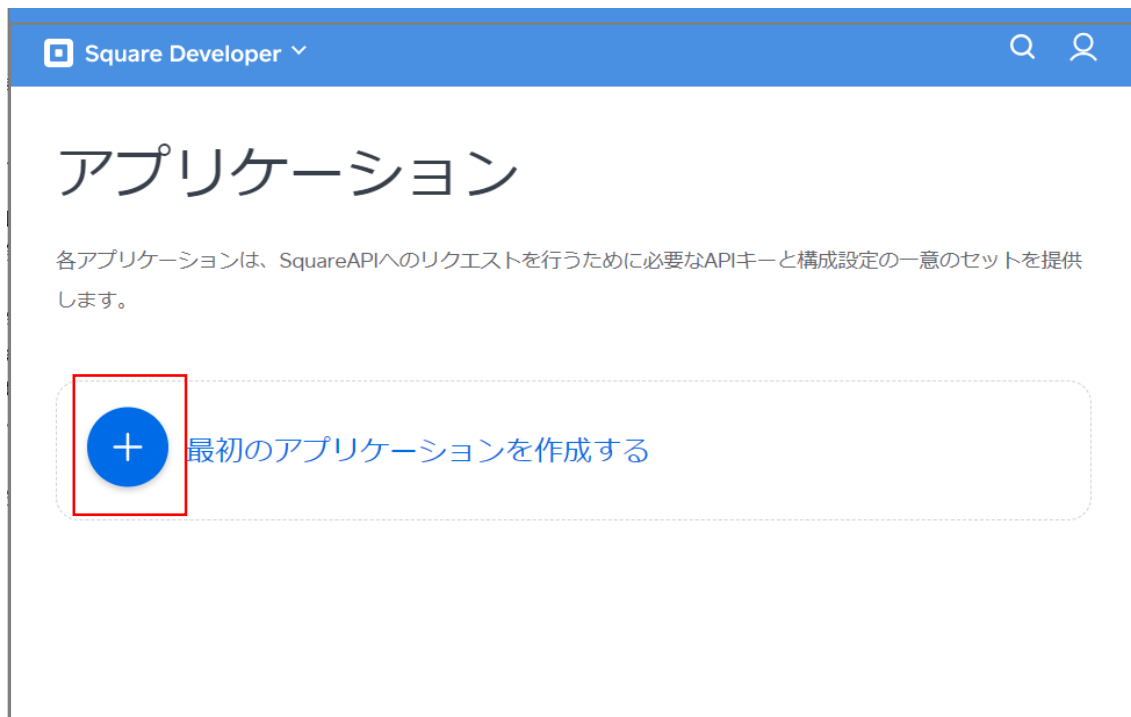 Square Developer
アプリケーション
各アプリケーションは、SquareAPIへのリクエストを行うために必要なAPIキーと構成設定の一意のセットを提供
します。
最初のアプリケーションを作成する